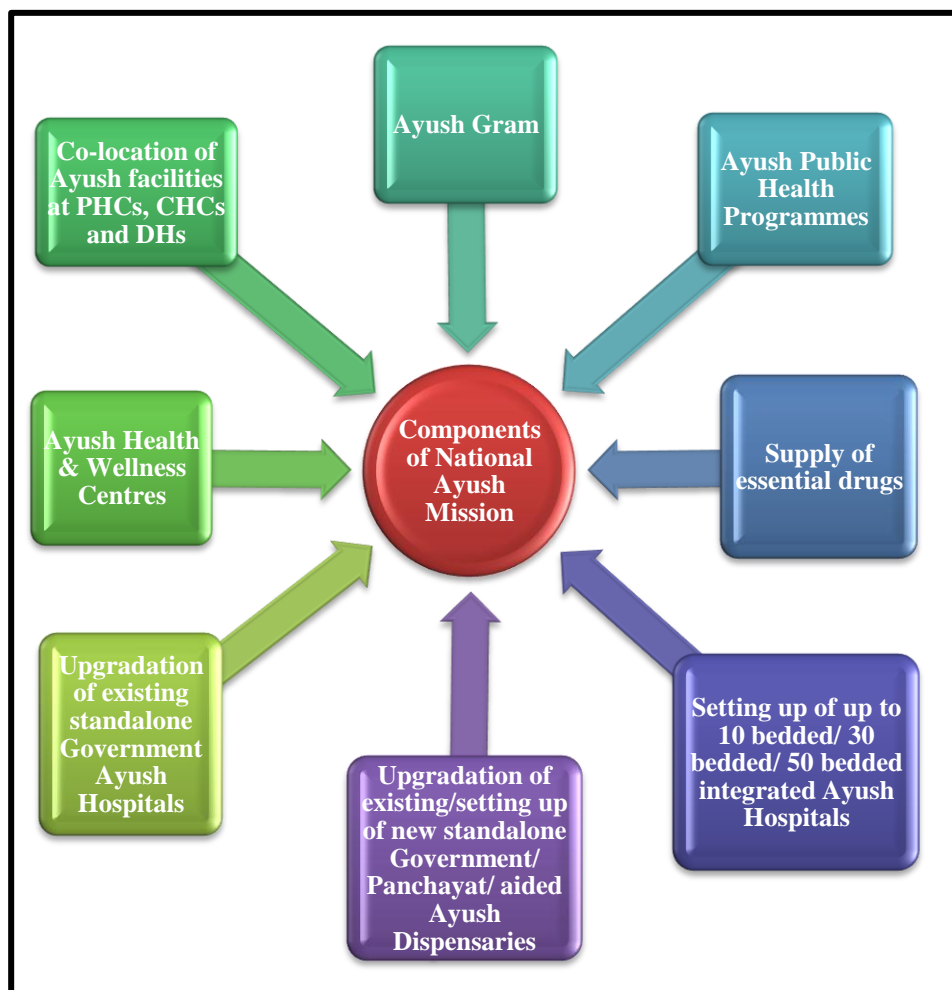 Ayush Gram
Ayush Public
Health
Programmes
Supply of
essential drugs
Setting up of up to
10 bedded/ 30
bedded/ 50 bedded
integrated Ayush
Hospitals
Upgradation of
existing/setting up
of new standalone
Government/
Panchayat/ aided
Ayush
Dispensaries
Upgradation
of existing
standalone
Government
Ayush
Hospitals
Ayush Health
& Wellness
Centres
Co-location of
Ayush facilities
at PHCs, CHCs
and DHs
Components
of National
Ayush
Mission